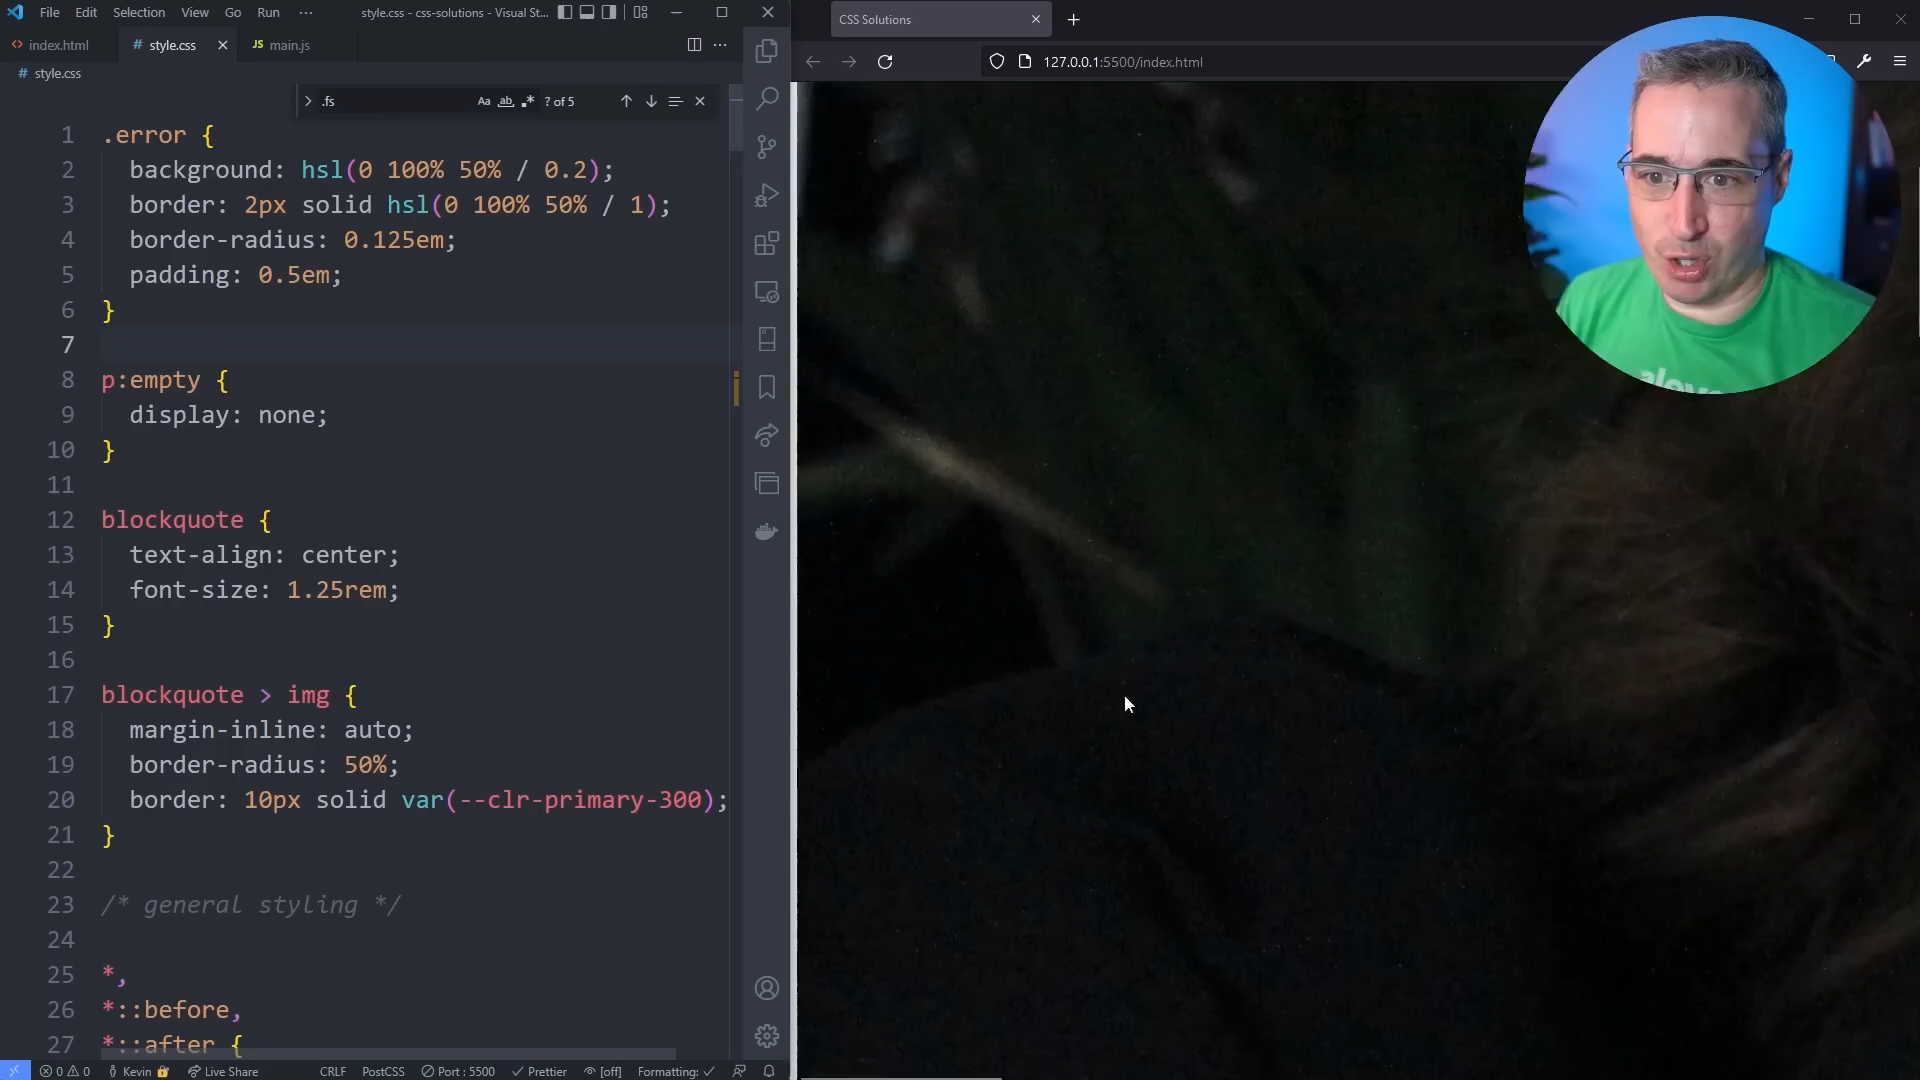 File Edit Selection View Go Run ··· style.css - css-solutions - Visual St...
index.html style.css JS main.js
# style.css
.fs Aa ab ? of 5
1 .error {
2 background: hsl(0 100% 50% / 0.2);
3 border: 2px solid hsl(0 100% 50% / 1);
4 border-radius: 0.125em;
5 padding: 0.5em;
6 }
7
8 p:empty {
9 display: none;
10 }
11
12 blockquote {
13 text-align: center;
14 font-size: 1.25rem;
15 }
16
17 blockquote > img {
18 margin-inline: auto;
19 border-radius: 50%;
20 border: 10px solid var(--clr-primary-300);
21 }
22
23 /* general styling */
24
25 *,
26 *::before,
27 *::after {
0 0 Kevin Live Share CRLF PostCSS Port : 5500 Prettier [off] Formatting:
CSS Solutions
127.0.0.1:5500/index.html